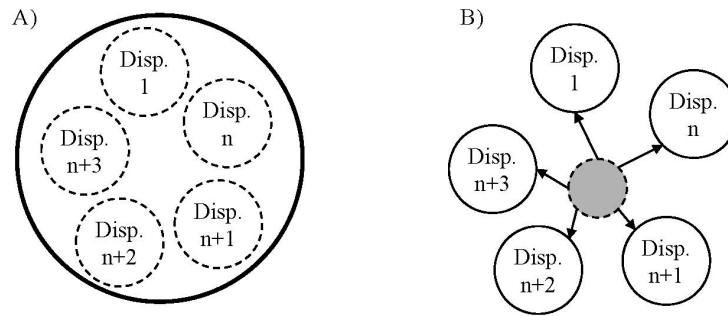 A)
Disp.
1
Disp.
n
Disp.
n+3
Disp.
n+1
Disp.
n+2
B)
Disp.
1
Disp.
n
Disp.
n+3
Disp.
n+1
Disp.
n+2